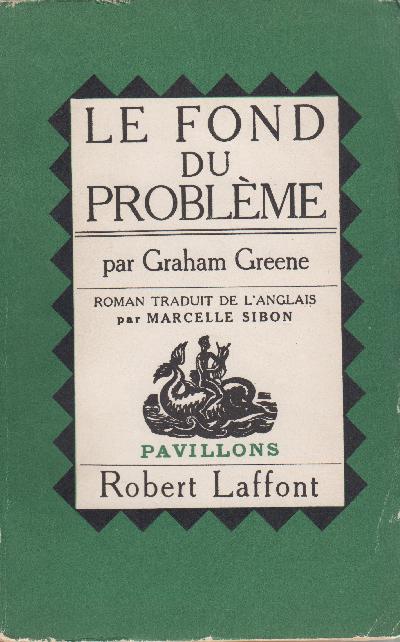 LE FOND
DU
PROBLÈME
par Graham Greene
ROMAN TRADUIT DE L'ANGLAIS
par MARCELLE SIBON
PAVILLONS
Robert Laffont